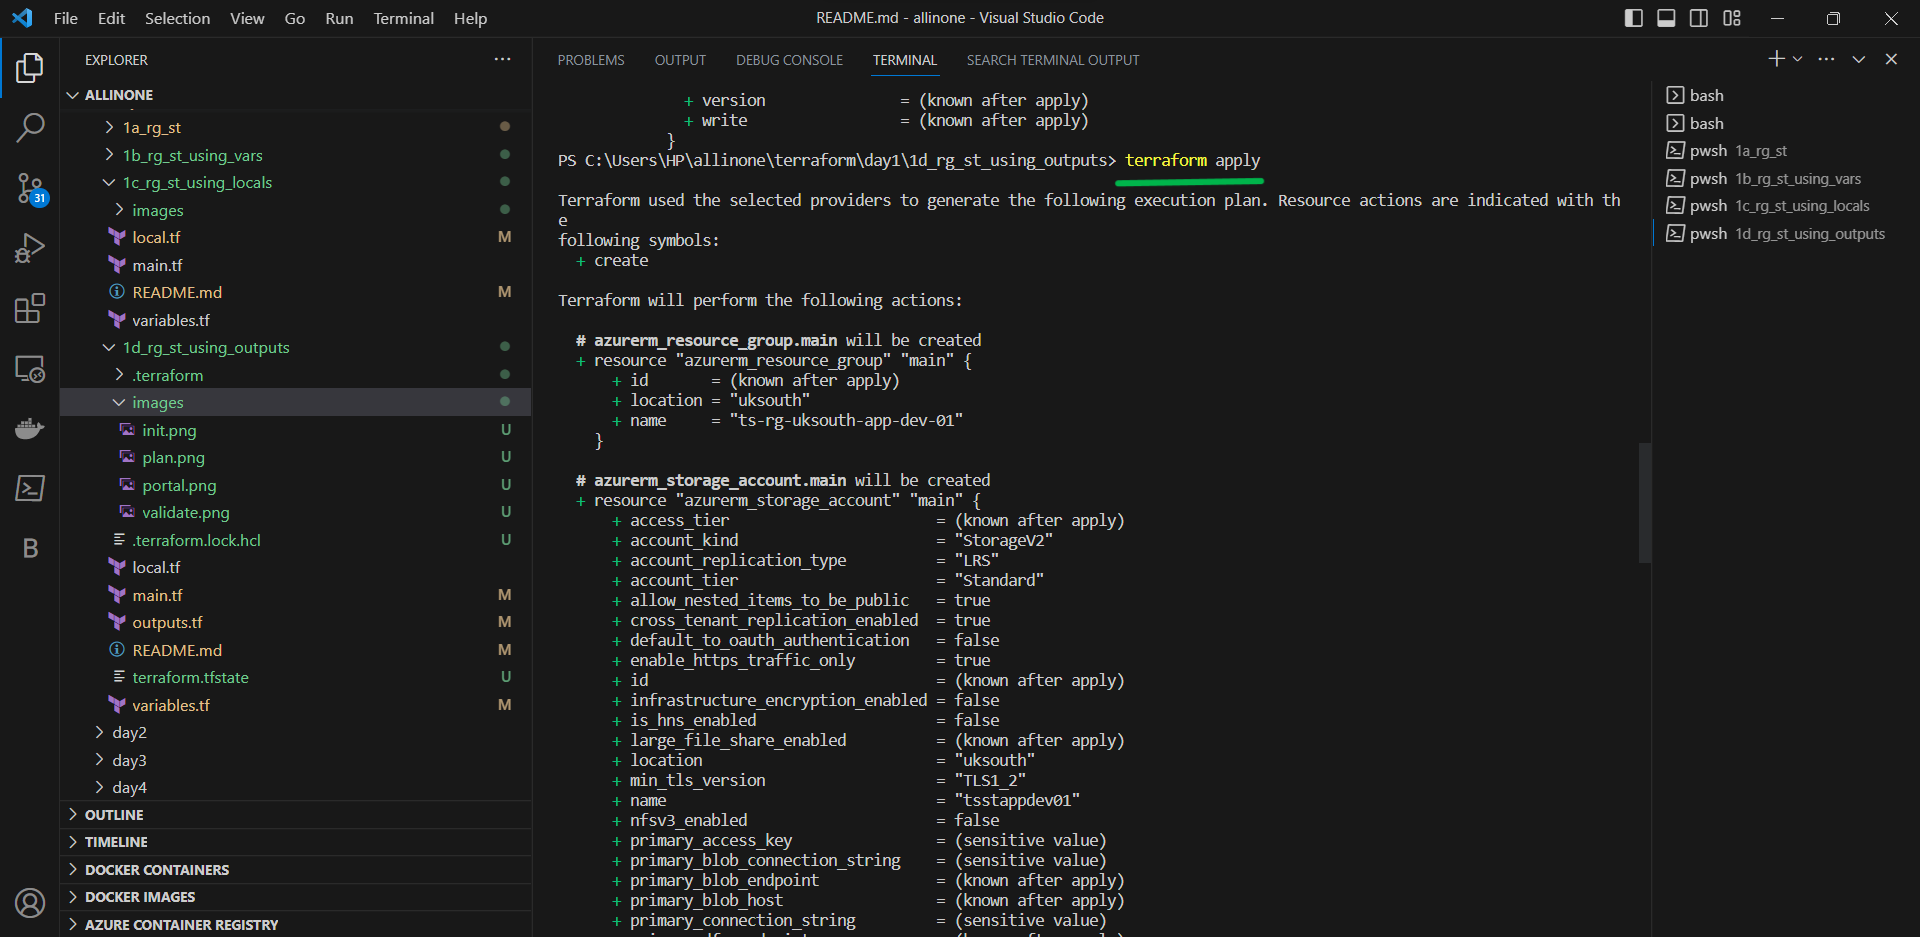 File Edit Selection View Go Run Terminal Help
README.md - allinone - Visual Studio Code
EXPLORER
ALLINONE
1a_rg_st
1b_rg_st_using_vars
1c_rg_st_using_locals
images
local.tf M
main.tf
README.md M
variables.tf
1d_rg_st_using_outputs
.terraform
images
init.png U
plan.png U
portal.png U
validate.png U
.terraform.lock.hcl U
local.tf
main.tf M
outputs.tf M
README.md M
terraform.tfstate U
variables.tf M
day2
day3
day4
OUTLINE
TIMELINE
DOCKER CONTAINERS
DOCKER IMAGES
AZURE CONTAINER REGISTRY
31
B
PROBLEMS OUTPUT DEBUG CONSOLE TERMINAL SEARCH TERMINAL OUTPUT
+ version = (known after apply)
+ write = (known after apply)
}
PS C:\Users\HP\allinone\terraform\day1\1d_rg_st_using_outputs> terraform apply
Terraform used the selected providers to generate the following execution plan. Resource actions are indicated with th
e
following symbols:
+ create
Terraform will perform the following actions:
# azurerm_resource_group.main will be created
+ resource "azurerm_resource_group" "main" {
+ id = (known after apply)
+ location = "uksouth"
+ name = "ts-rg-uksouth-app-dev-01"
}
# azurerm_storage_account.main will be created
+ resource "azurerm_storage_account" "main" {
+ access_tier = (known after apply)
+ account_kind = "StorageV2"
+ account_replication_type = "LRS"
+ account_tier = "Standard"
+ allow_nested_items_to_be_public = true
+ cross_tenant_replication_enabled = true
+ default_to_oauth_authentication = false
+ enable_https_traffic_only = true
+ id = (known after apply)
+ infrastructure_encryption_enabled = false
+ is_hns_enabled = false
+ large_file_share_enabled = (known after apply)
+ location = "uksouth"
+ min_tls_version = "TLS1_2"
+ name = "tsstappdev01"
+ nfsv3_enabled = false
+ primary_access_key = (sensitive value)
+ primary_blob_connection_string = (sensitive value)
+ primary_blob_endpoint = (known after apply)
+ primary_blob_host = (known after apply)
+ primary_connection_string = (sensitive value)
bash
bash
pwsh 1a_rg_st
pwsh 1b_rg_st_using_vars
pwsh 1c_rg_st_using_locals
pwsh 1d_rg_st_using_outputs